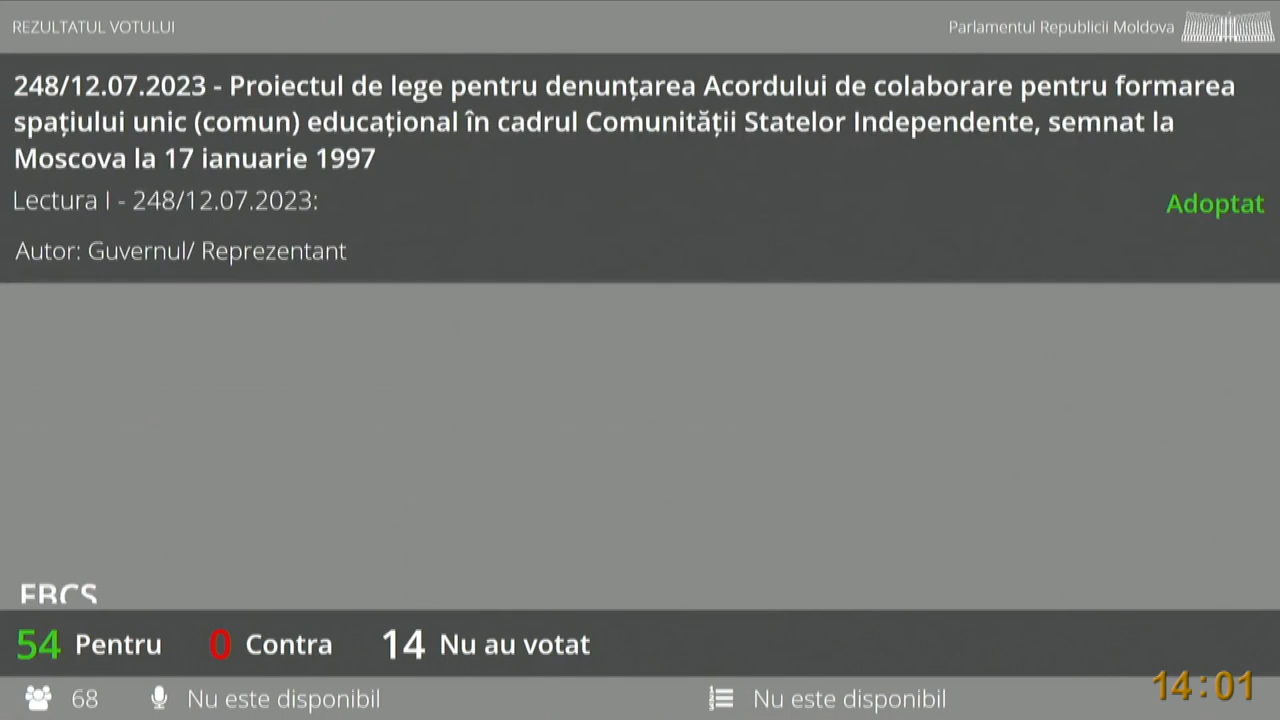 REZULTATUL VOTULUI
Parlamentul Republicii Moldova
248/12.07.2023 - Proiectul de lege pentru denunțarea Acordului de colaborare pentru formarea
spațiului unic (comun) educațional în cadrul Comunității Statelor Independente, semnat la
Moscova la 17 ianuarie 1997
Lectura I - 248/12.07.2023:
Adoptat
Autor: Guvernul/ Reprezentant
FBCS
54 Pentru 0 Contra 14 Nu au votat
68 Nu este disponibil Nu este disponibil
14:01